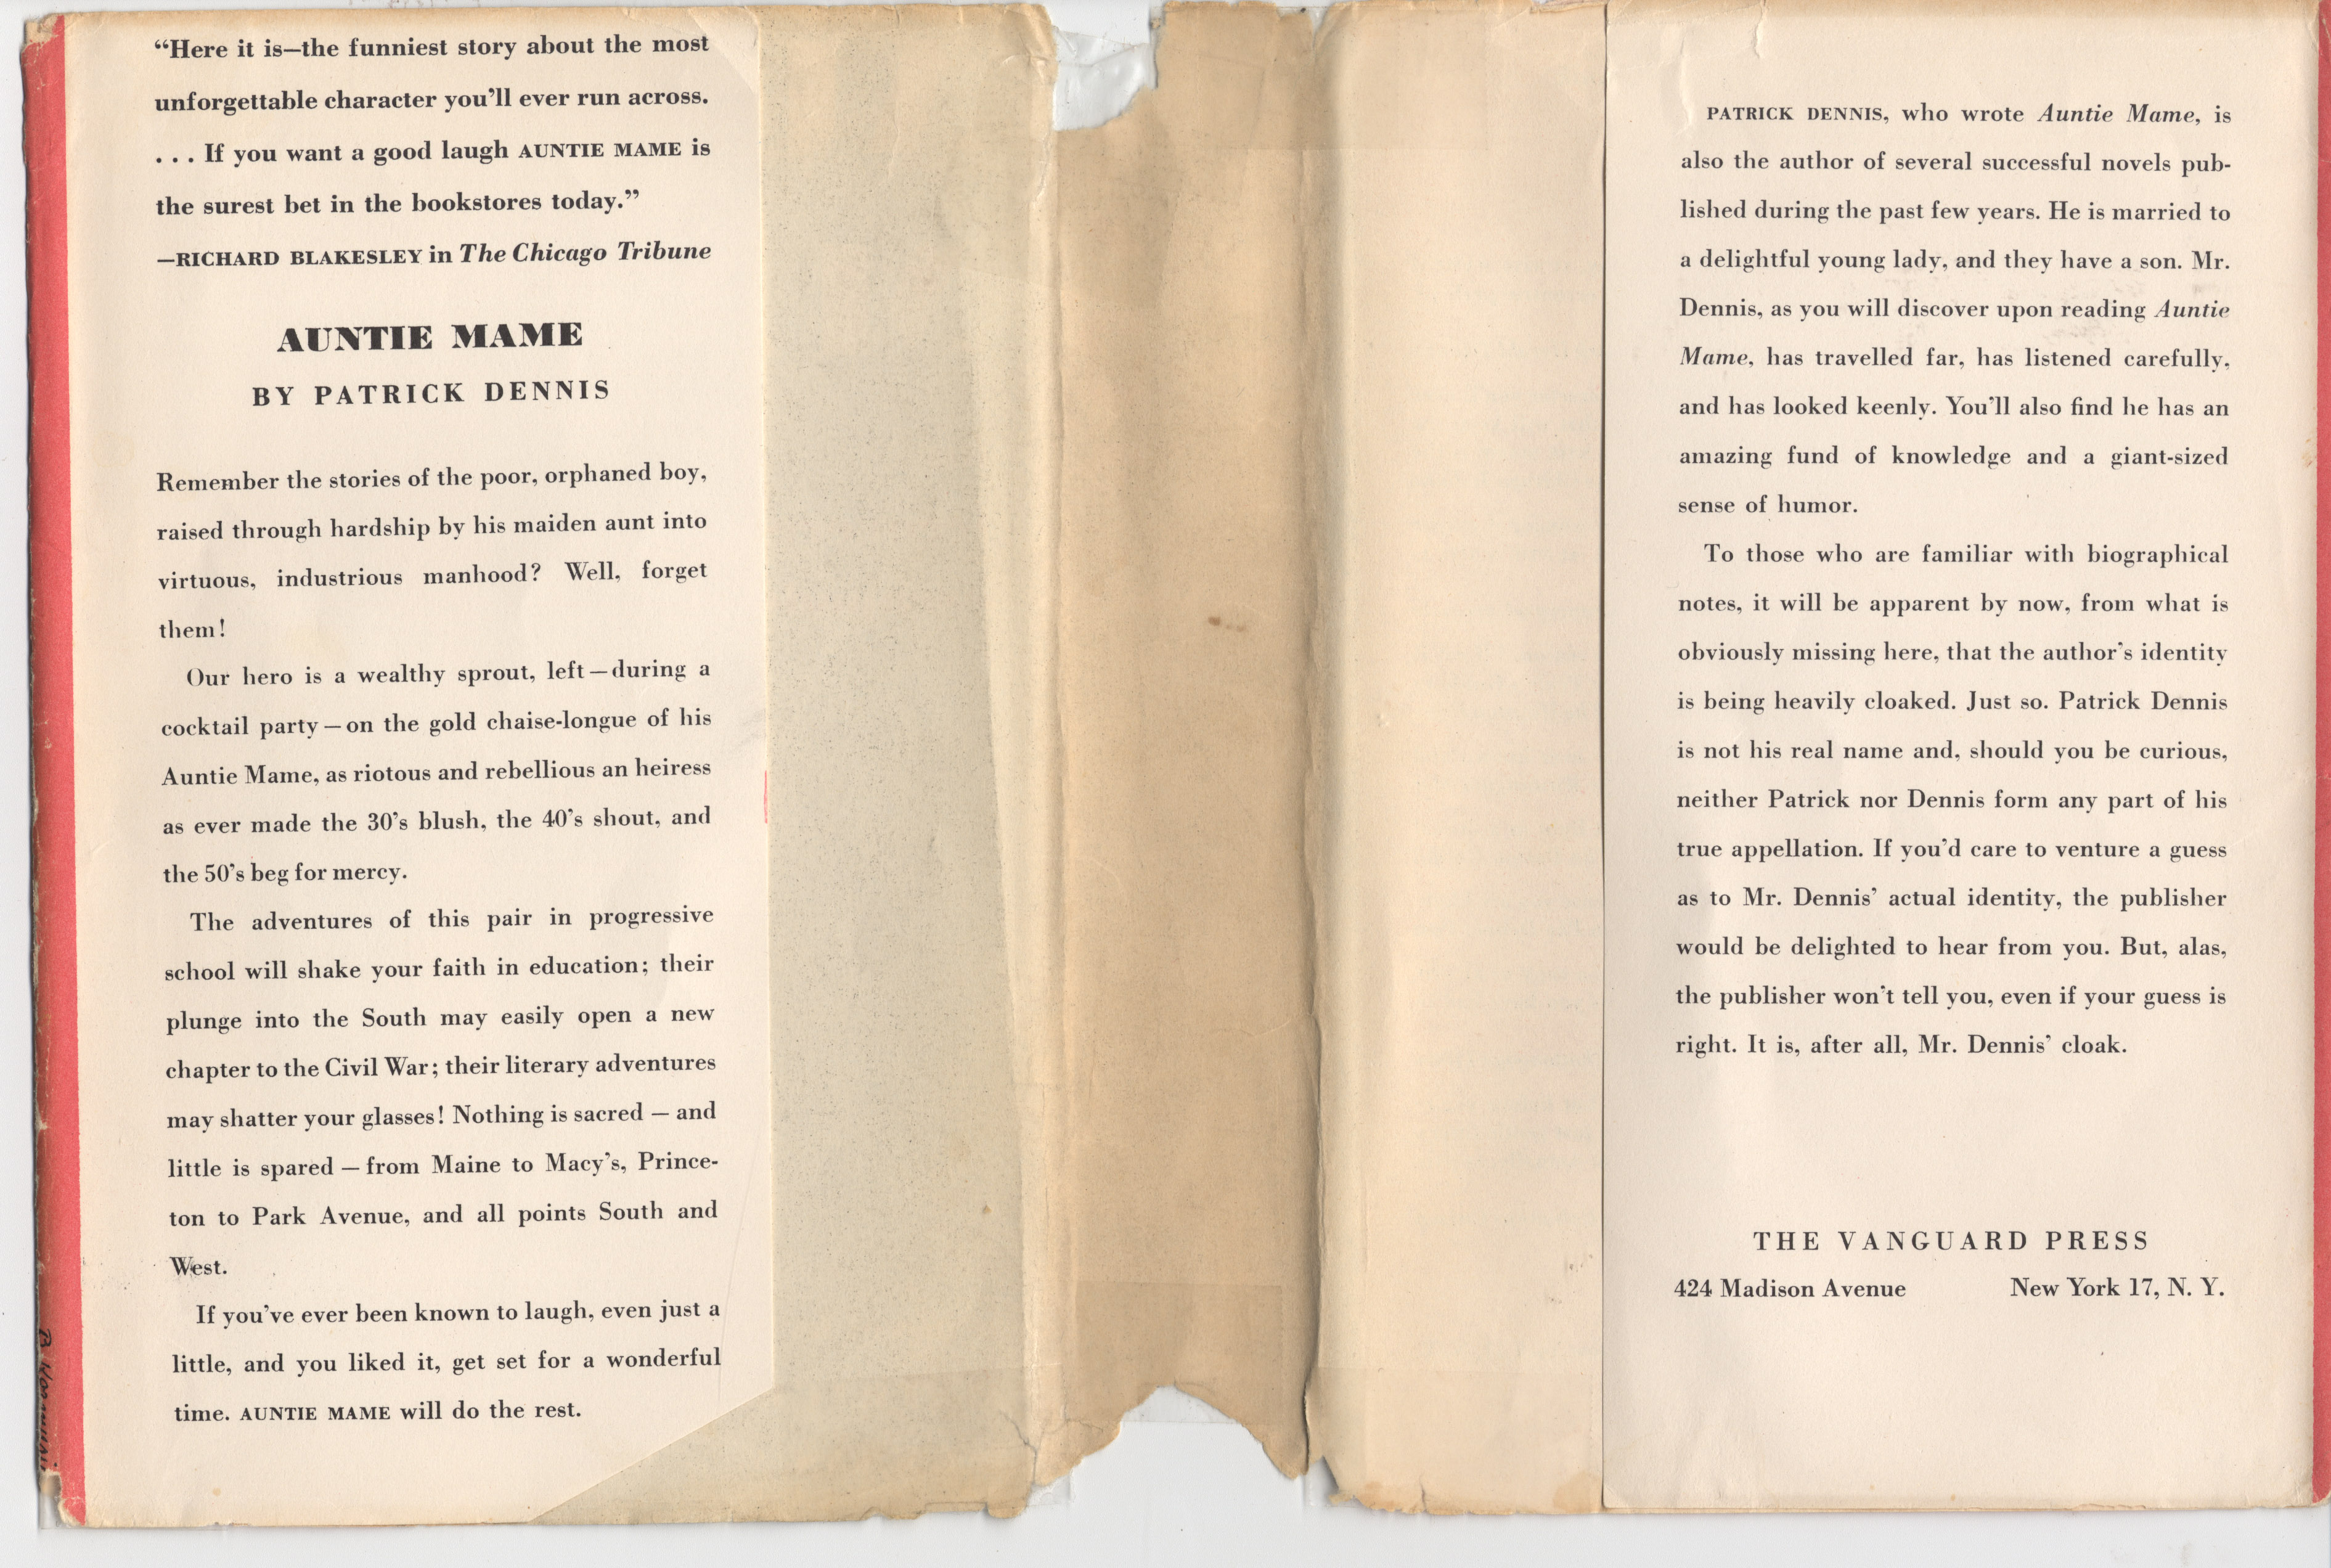 “Here it is—the funniest story about the most
unforgettable character you’ll ever run across.
. . . If you want a good laugh AUNTIE MAME is
the surest bet in the bookstores today.”
—RICHARD BLAKESLEY in The Chicago Tribune
AUNTIE MAME
BY PATRICK DENNIS
Remember the stories of the poor, orphaned boy,
raised through hardship by his maiden aunt into
virtuous, industrious manhood? Well, forget
them!
Our hero is a wealthy sprout, left—during a
cocktail party—on the gold chaise-longue of his
Auntie Mame, as riotous and rebellious an heiress
as ever made the 30’s blush, the 40’s shout, and
the 50’s beg for mercy.
The adventures of this pair in progressive
school will shake your faith in education; their
plunge into the South may easily open a new
chapter to the Civil War; their literary adventures
may shatter your glasses! Nothing is sacred — and
little is spared — from Maine to Macy’s, Prince-
ton to Park Avenue, and all points South and
West.
If you’ve ever been known to laugh, even just a
little, and you liked it, get set for a wonderful
time. AUNTIE MAME will do the rest.
PATRICK DENNIS, who wrote Auntie Mame, is
also the author of several successful novels pub-
lished during the past few years. He is married to
a delightful young lady, and they have a son. Mr.
Dennis, as you will discover upon reading Auntie
Mame, has travelled far, has listened carefully,
and has looked keenly. You’ll also find he has an
amazing fund of knowledge and a giant-sized
sense of humor.
To those who are familiar with biographical
notes, it will be apparent by now, from what is
obviously missing here, that the author’s identity
is being heavily cloaked. Just so. Patrick Dennis
is not his real name and, should you be curious,
neither Patrick nor Dennis form any part of his
true appellation. If you’d care to venture a guess
as to Mr. Dennis’ actual identity, the publisher
would be delighted to hear from you. But, alas,
the publisher won’t tell you, even if your guess is
right. It is, after all, Mr. Dennis’ cloak.
THE VANGUARD PRESS
424 Madison Avenue New York 17, N. Y.